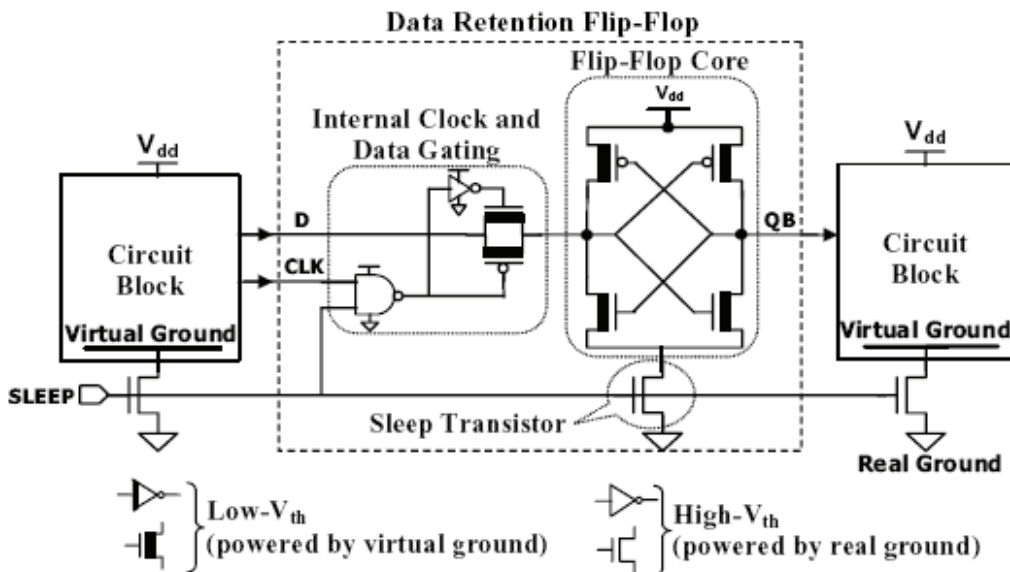 Data Retention Flip-Flop
Flip-Flop Core
Vdd
Internal Clock and
Data Gating
Vdd
Circuit
Block
Virtual Ground
D
CLK
QB
Vdd
Circuit
Block
Virtual Ground
SLEEP
Sleep Transistor
Real Ground
Low-Vth
(powered by virtual ground)
High-Vth
(powered by real ground)